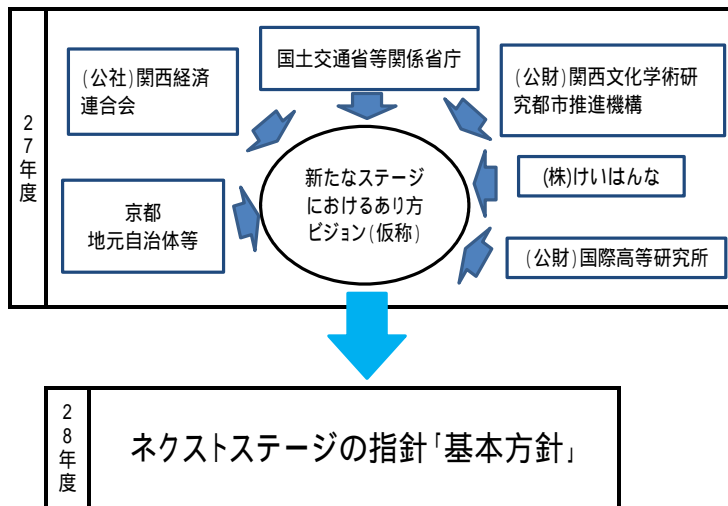 27年度
国土交通省等関係省庁
(公社)関西経済
連合会
(公財)関西文化学術研
究都市推進機構
新たなステージ
におけるあり方
ビジョン(仮称)
(株)けいはんな
京都
地元自治体等
(公財)国際高等研究所
28年度
ネクストステージの指針「基本方針」